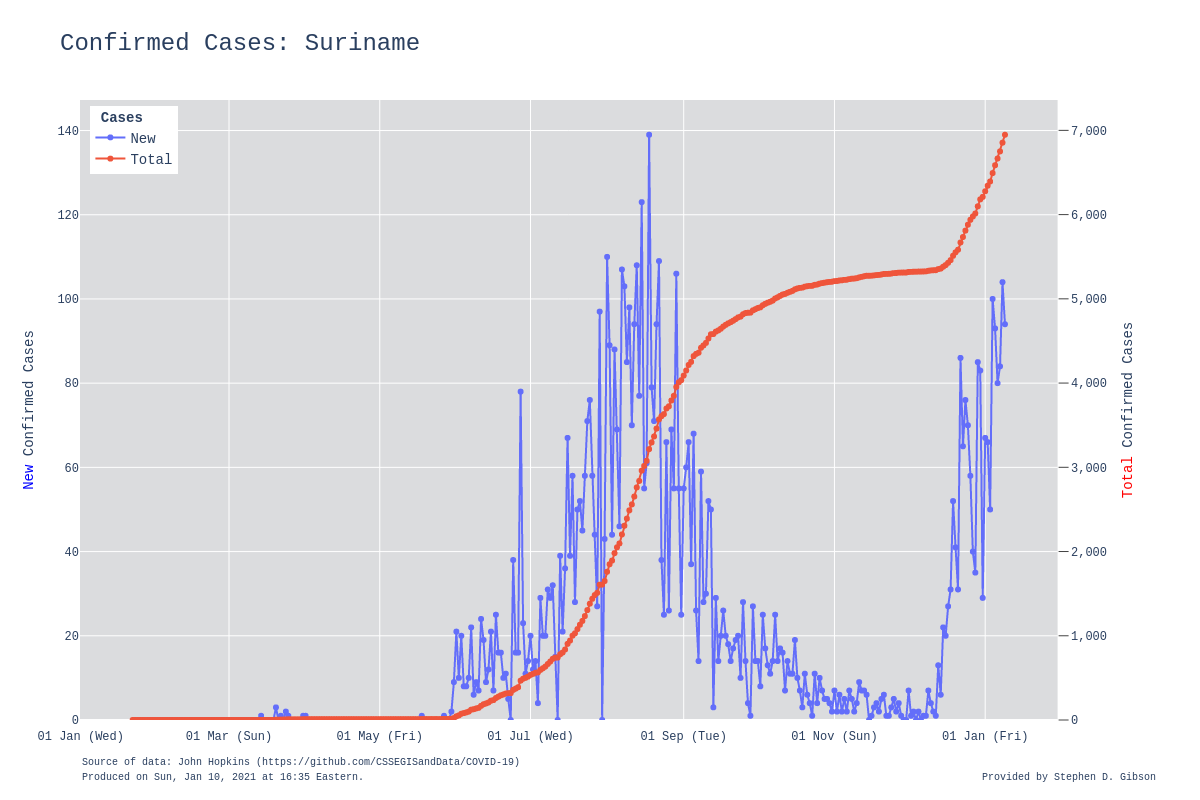 Confirmed Cases: Suriname
Cases
New
Total
140
120
100
80
60
40
20
0
7,000
6,000
5,000
4,000
3,000
2,000
1,000
0
New Confirmed Cases
Total Confirmed Cases
01 Jan (Wed) 01 Mar (Sun) 01 May (Fri) 01 Jul (Wed) 01 Sep (Tue) 01 Nov (Sun) 01 Jan (Fri)
Source of data: John Hopkins (https://github.com/CSSEGISandData/COVID-19)
Produced on Sun, Jan 10, 2021 at 16:35 Eastern.
Provided by Stephen D. Gibson